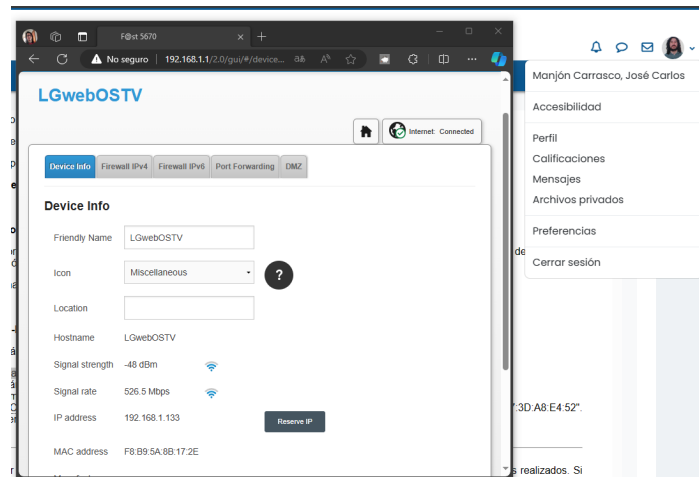 F@st 5670
No seguro
192.168.1.1/2.0/gui/#/device...
LGwebOSTV
Internet: Connected
Device Info
Firewall IPv4
Firewall IPv6
Port Forwarding
DMZ
Device Info
Friendly Name
LGwebOSTV
Icon
Miscellaneous
?
Location
Hostname
LGwebOSTV
Signal strength
-48 dBm
Signal rate
526.5 Mbps
IP address
192.168.1.133
Reserve IP
MAC address
F8:B9:5A:8B:17:2E
Manjón Carrasco, José Carlos
Accesibilidad
Perfil
Calificaciones
Mensajes
Archivos privados
Preferencias
Cerrar sesión
de
:3D:A8:E4:52".
s realizados. Si